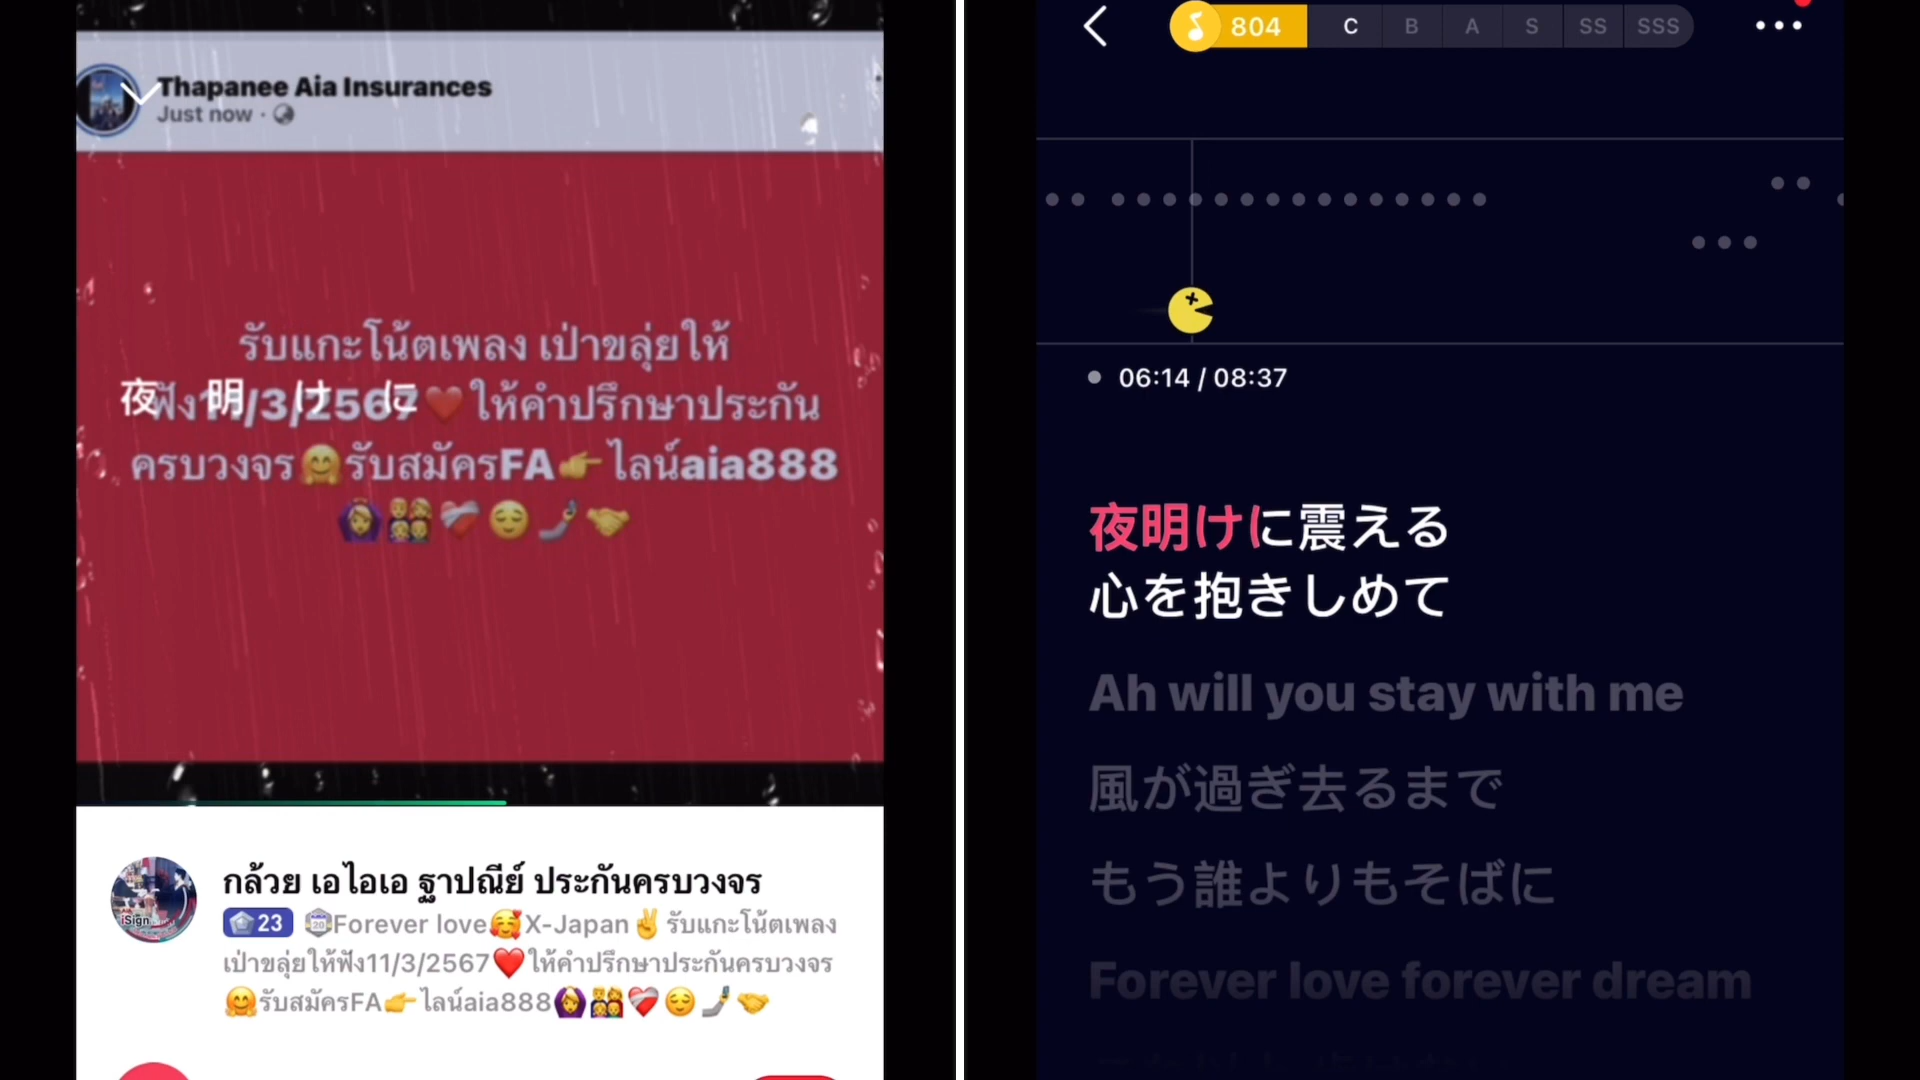 Thapanee Aia Insurances
Just now
รับแกะโน้ตเพลง เป่าขลุ่ยให้
ฟัง11/3/2567❤️ให้คำปรึกษาประกัน
ครบวงจร🤗รับสมัครFA👉ไลน์aia888
🙆‍♀️👨‍👩‍👧‍👦❤️‍🩹😌🤳🤝
夜 明 け に
กล้วย เอไอเอ ฐาปณีย์ ประกันครบวงจร
23 20 Forever love🥰X-Japan✌️รับแกะโน้ตเพลง
เป่าขลุ่ยให้ฟัง11/3/2567❤️ให้คำปรึกษาประกันครบวงจร
🤗รับสมัครFA👉ไลน์aia888🙆‍♀️👨‍👩‍👧‍👦❤️‍🩹😌🤳🤝
iSign
804 C B A S SS SSS
06:14 / 08:37
夜明けに震える
心を抱きしめて
Ah will you stay with me
風が過ぎ去るまで
もう誰よりもそばに
Forever love forever dream